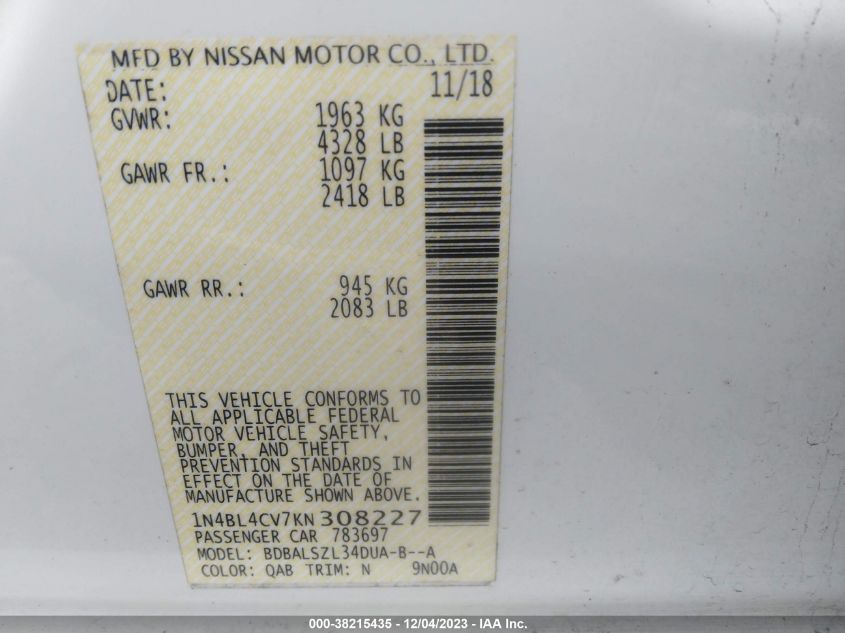 MFD BY NISSAN MOTOR CO., LTD.
DATE: 11/18
GVWR: 1963 KG
4328 LB
GAWR FR.: 1097 KG
2418 LB
GAWR RR.: 945 KG
2083 LB
THIS VEHICLE CONFORMS TO
ALL APPLICABLE FEDERAL
MOTOR VEHICLE SAFETY,
BUMPER, AND THEFT
PREVENTION STANDARDS IN
EFFECT ON THE DATE OF
MANUFACTURE SHOWN ABOVE.
1N4BL4CV7KN308227
PASSENGER CAR 783697
MODEL: BDBALSZL34DUA-B--A
COLOR: QAB TRIM: N 9N00A
000-38215435 - 12/04/2023 - IAA Inc.